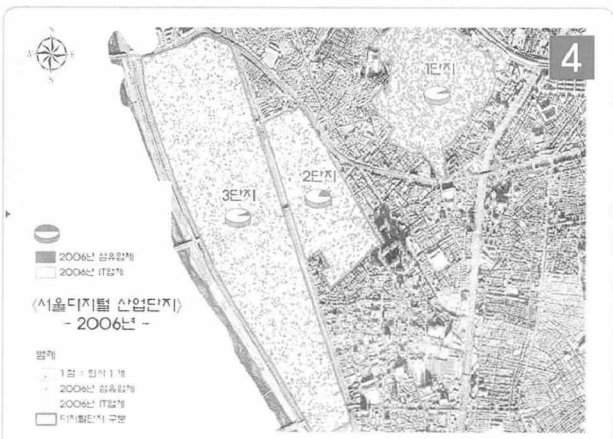 N
S
4
1단지
2단지
3단지
2006년 섬유업체
2006년 IT업체
<서울디지털 산업단지>
- 2006년 -
범례
1점 = 회사 1개
2006년 섬유업체
2006년 IT업체
디지털단지 구분